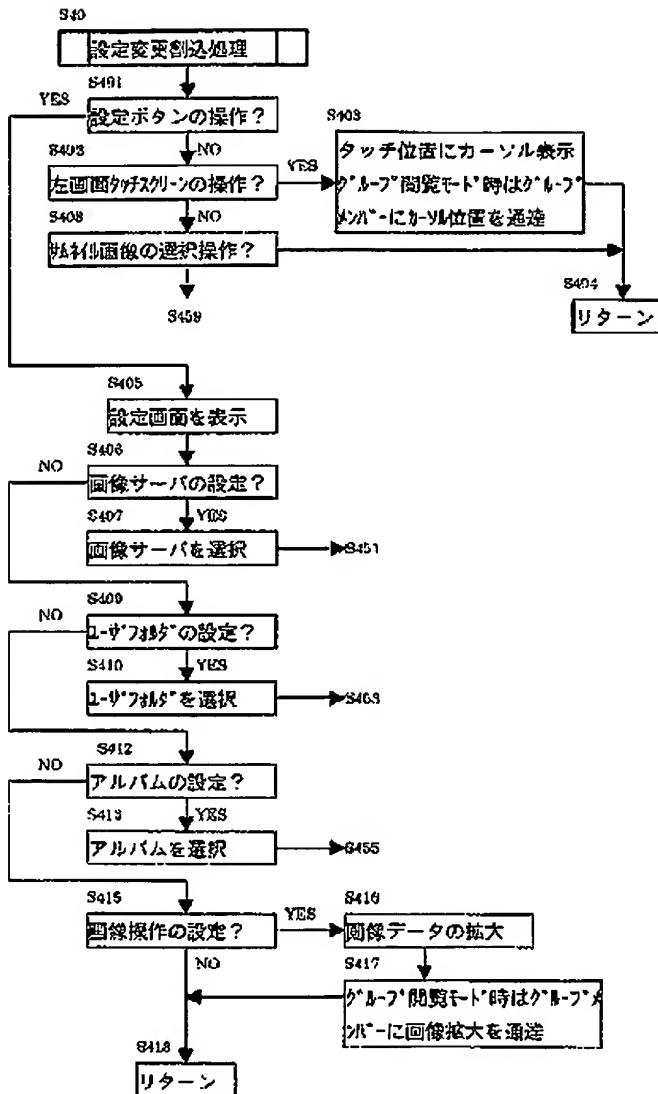 S40
設定変更割込処理
S401
YES
設定ボタンの操作？
NO
S402
左画面タッチスクリーンの操作？
YES
S403
タッチ位置にカーソル表示
グループ閲覧モード時はグループ
メンバーにカーソル位置を通達
NO
S408
サムネイル画像の選択操作？
S404
リターン
S459
S405
設定画面を表示
S406
NO
画像サーバの設定？
S407
YES
画像サーバを選択
S451
S409
NO
ユーザフォルダの設定？
S410
YES
ユーザフォルダを選択
S453
S412
NO
アルバムの設定？
S413
YES
アルバムを選択
S455
S415
画像操作の設定？
YES
S416
画像データの拡大
NO
S417
グループ閲覧モード時はグループメ
ンバーに画像拡大を通達
S418
リターン